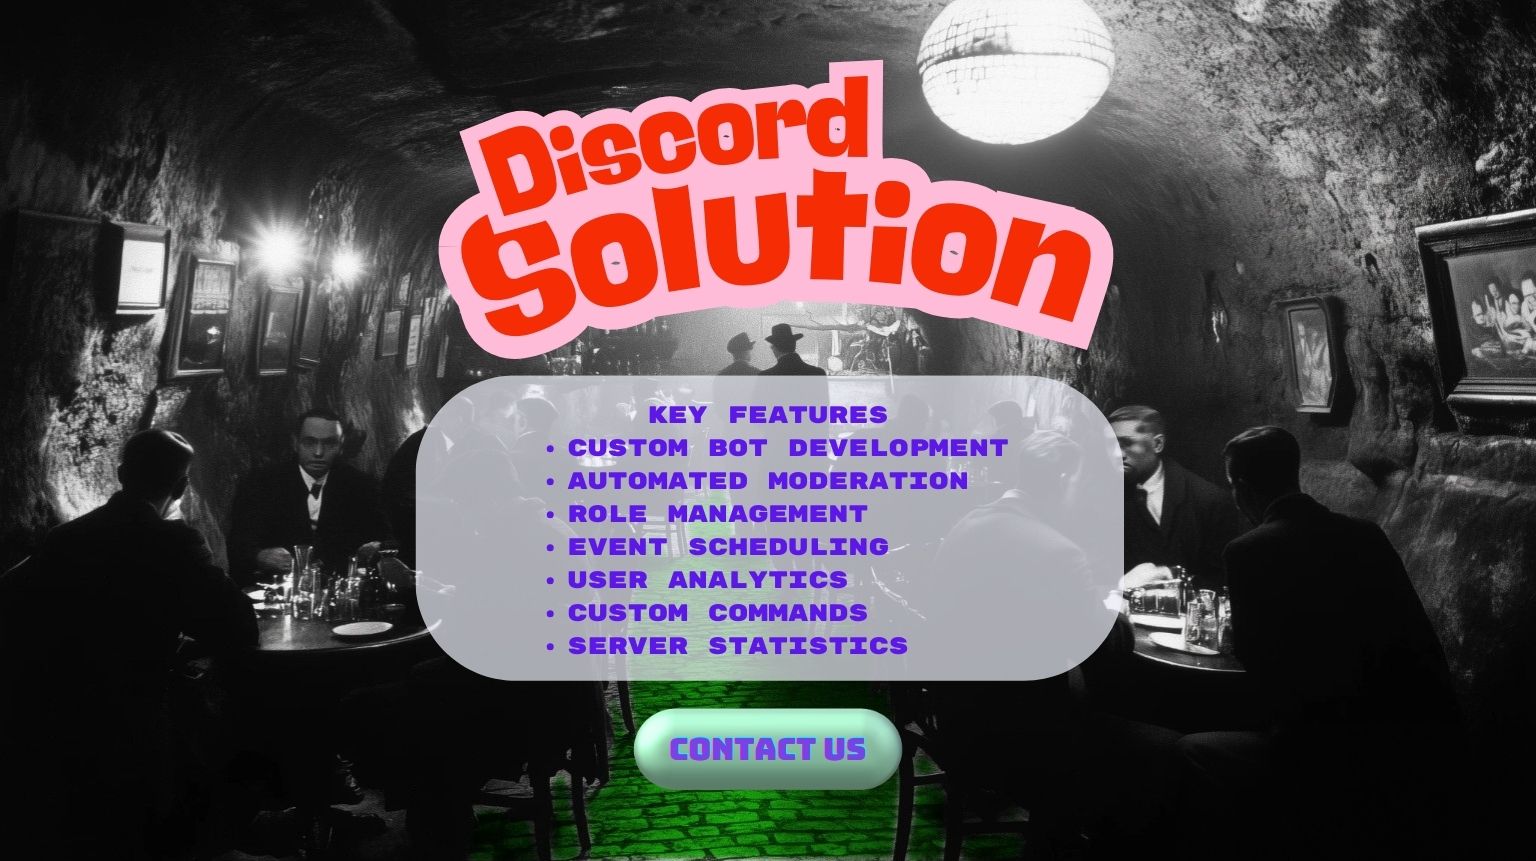 Discord
Solution
KEY FEATURES
• CUSTOM BOT DEVELOPMENT
• AUTOMATED MODERATION
• ROLE MANAGEMENT
• EVENT SCHEDULING
• USER ANALYTICS
• CUSTOM COMMANDS
• SERVER STATISTICS
CONTACT US